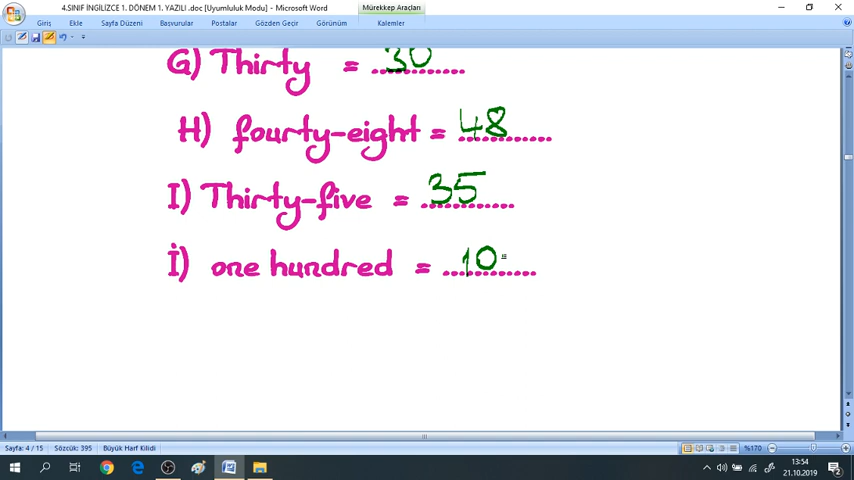 4.SINIF İNGİLİZCE 1. DÖNEM 1. YAZILI .doc [Uyumluluk Modu] - Microsoft Word
Mürekkep Araçları
Giriş Ekle Sayfa Düzeni Başvurular Postalar Gözden Geçir Görünüm Kalemler
G) Thirty = 30
H) fourty-eight = 48
I) Thirty-five = 35
İ) one hundred = 10
Sayfa: 4 / 15 Sözcük: 395 Büyük Harf Kilidi %170
13:54
21.10.2019
2